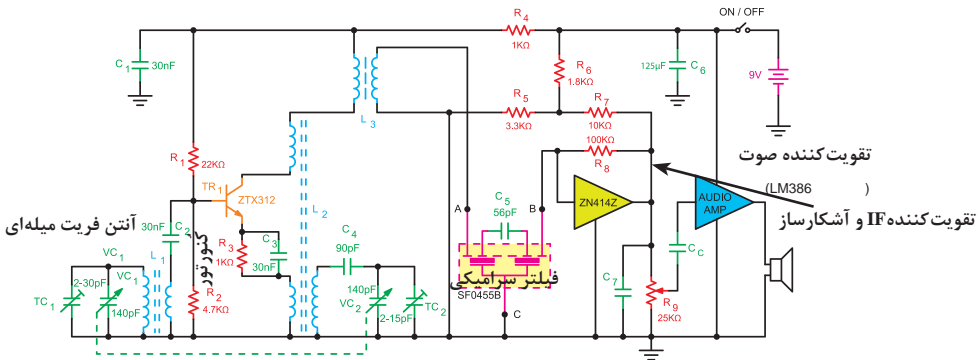 ON / OFF
R4
1KΩ
C1 30nF
R6
1.8KΩ
125µF C6
9V
L3
R5
3.3KΩ
R7
10KΩ
100KΩ
R8
تقویت کننده صوت
(LM386 )
R1
22KΩ
TR1
ZTX312
L2
A
B
C5
56pF
ZN414Z
AUDIO
AMP
تقویت کننده IF و آشکارساز
آنتن فریت میله‌ای
30nF C2
کنورتور
R3
1KΩ
C3
30nF
C4
90pF
فیلتر سرامیکی
SF0455B
C7
CC
VC1
L1
2-30pF
VC1
TC1
140pF
R2
4.7KΩ
140pF
VC2
TC2
2-15pF
C
R9
25KΩ